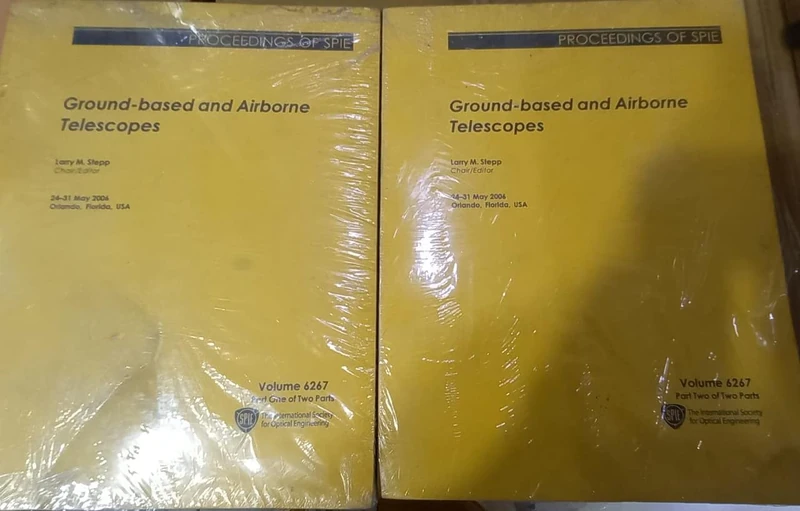 PROCEEDINGS OF SPIE
Ground-based and Airborne
Telescopes
Larry M. Stepp
Chair/Editor
24–31 May 2006
Orlando, Florida, USA
Volume 6267
Part One of Two Parts
SPIE
The International Society
for Optical Engineering
PROCEEDINGS OF SPIE
Ground-based and Airborne
Telescopes
Larry M. Stepp
Chair/Editor
24–31 May 2006
Orlando, Florida, USA
Volume 6267
Part Two of Two Parts
SPIE
The International Society
for Optical Engineering